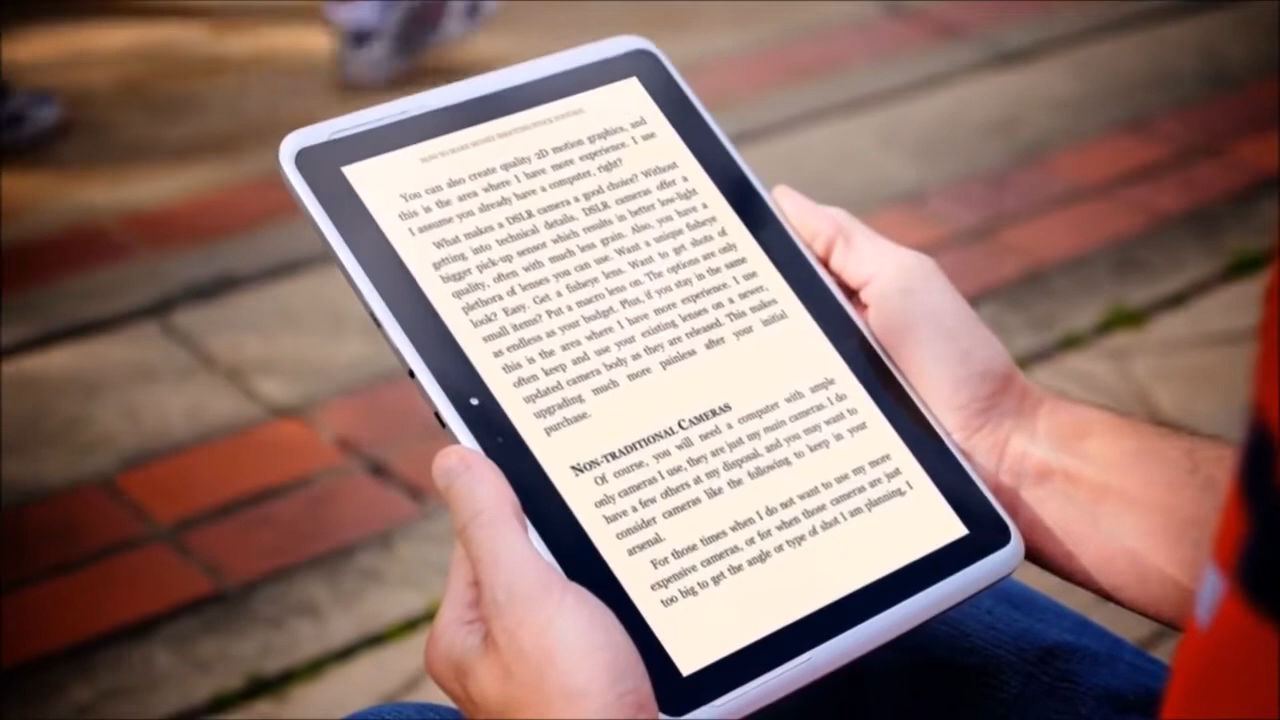 HOW TO MAKE MONEY SHOOTING STOCK FOOTAGE
You can also create quality 2D motion graphics, and
this is the area where I have more experience. I use
I assume you already have a computer, right?
What makes a DSLR camera a good choice? Without
getting into technical details. DSLR cameras offer a
bigger pick-up sensor which results in better low-light
quality, often with much less grain. Also, you have a
plethora of lenses you can use. Want a unique fisheye
look? Easy. Get a fisheye lens. Want to get shots of
small items? Put a macro lens on. The options are only
as endless as your budget. Plus, if you stay in the same
this is the area where I have more experience. I use
often keep and use your existing lenses on a newer,
updated camera body as they are released. This makes
upgrading much more painless after your initial
purchase.
NON-TRADITIONAL CAMERAS
Of course, you will need a computer with ample
only cameras I use, they are just my main cameras. I do
have a few others at my disposal, and you may want to
consider cameras like the following to keep in your
arsenal.
For those times when I do not want to use my more
expensive cameras, or for when those cameras are just
too big to get the angle or type of shot I am planning, I